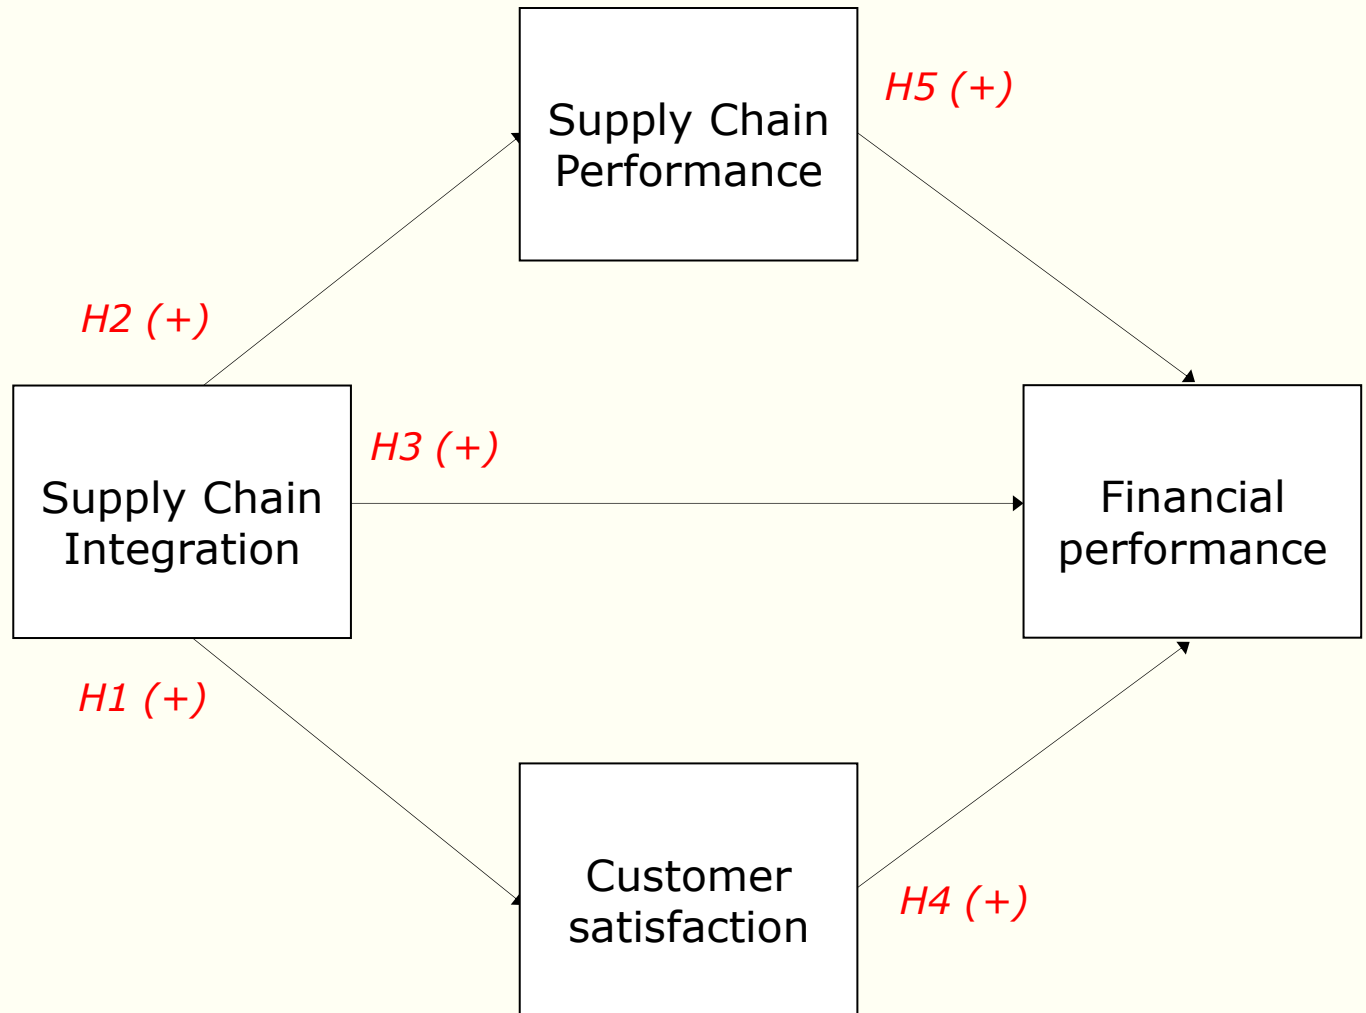 H5 (+)
Supply Chain
Performance
H2 (+)
H3 (+)
Supply Chain
Integration
Financial
performance
H1 (+)
Customer
satisfaction
H4 (+)